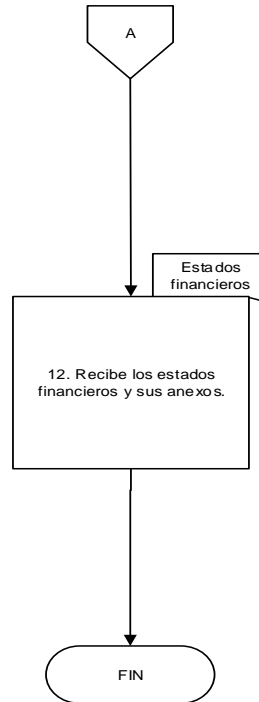 A
Estados
financieros
12. Recibe los estados
financieros y sus anexos.
FIN